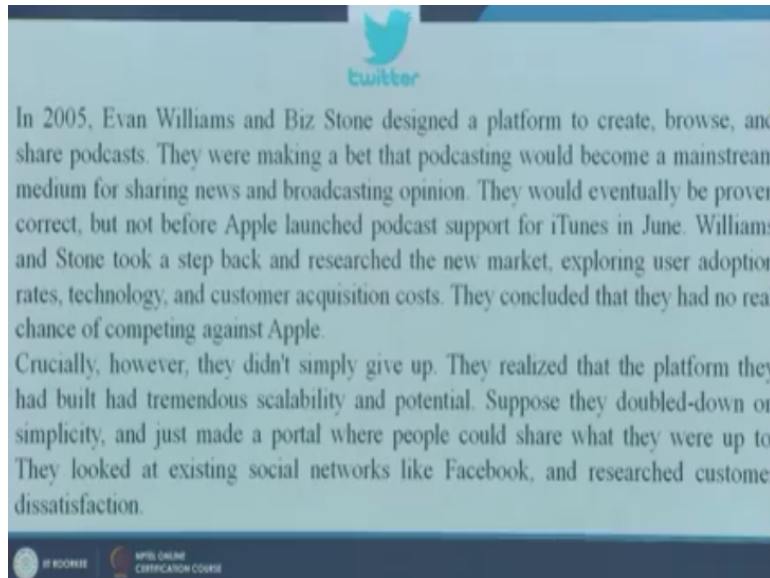 twitter
In 2005, Evan Williams and Biz Stone designed a platform to create, browse, and
share podcasts. They were making a bet that podcasting would become a mainstream
medium for sharing news and broadcasting opinion. They would eventually be proven
correct, but not before Apple launched podcast support for iTunes in June. Williams
and Stone took a step back and researched the new market, exploring user adoption
rates, technology, and customer acquisition costs. They concluded that they had no real
chance of competing against Apple.
Crucially, however, they didn't simply give up. They realized that the platform they
had built had tremendous scalability and potential. Suppose they doubled-down on
simplicity, and just made a portal where people could share what they were up to.
They looked at existing social networks like Facebook, and researched customer
dissatisfaction.
IIT ROORKEE
NPTEL ONLINE
CERTIFICATION COURSE